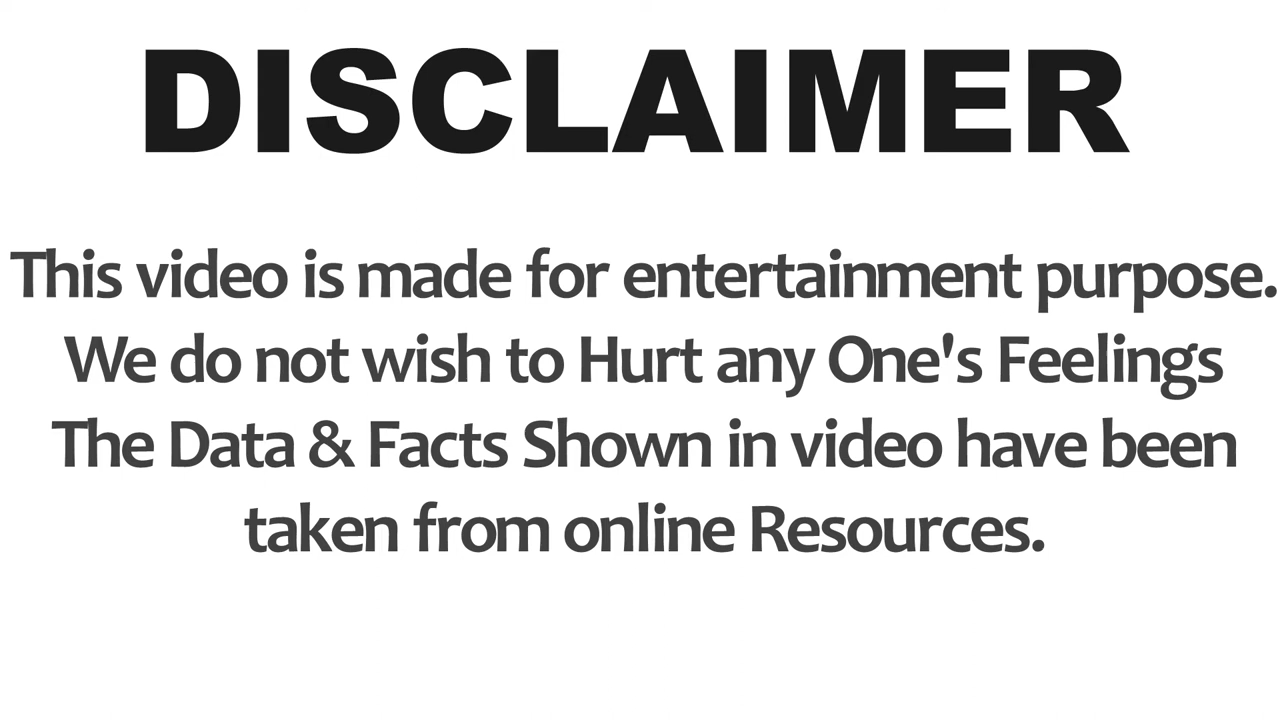 DISCLAIMER
This video is made for entertainment purpose.
We do not wish to Hurt any One's Feelings
The Data & Facts Shown in video have been
taken from online Resources.